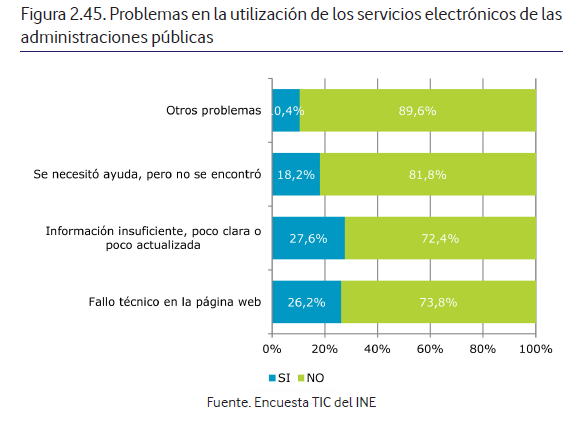 Figura 2.45. Problemas en la utilización de los servicios electrónicos de las
administraciones públicas
Otros problemas
0,4%
89,6%
Se necesitó ayuda, pero no se encontró
18,2%
81,8%
Información insuficiente, poco clara o
poco actualizada
27,6%
72,4%
Fallo técnico en la página web
26,2%
73,8%
0%
20%
40%
60%
80%
100%
SI
NO
Fuente. Encuesta TIC del INE